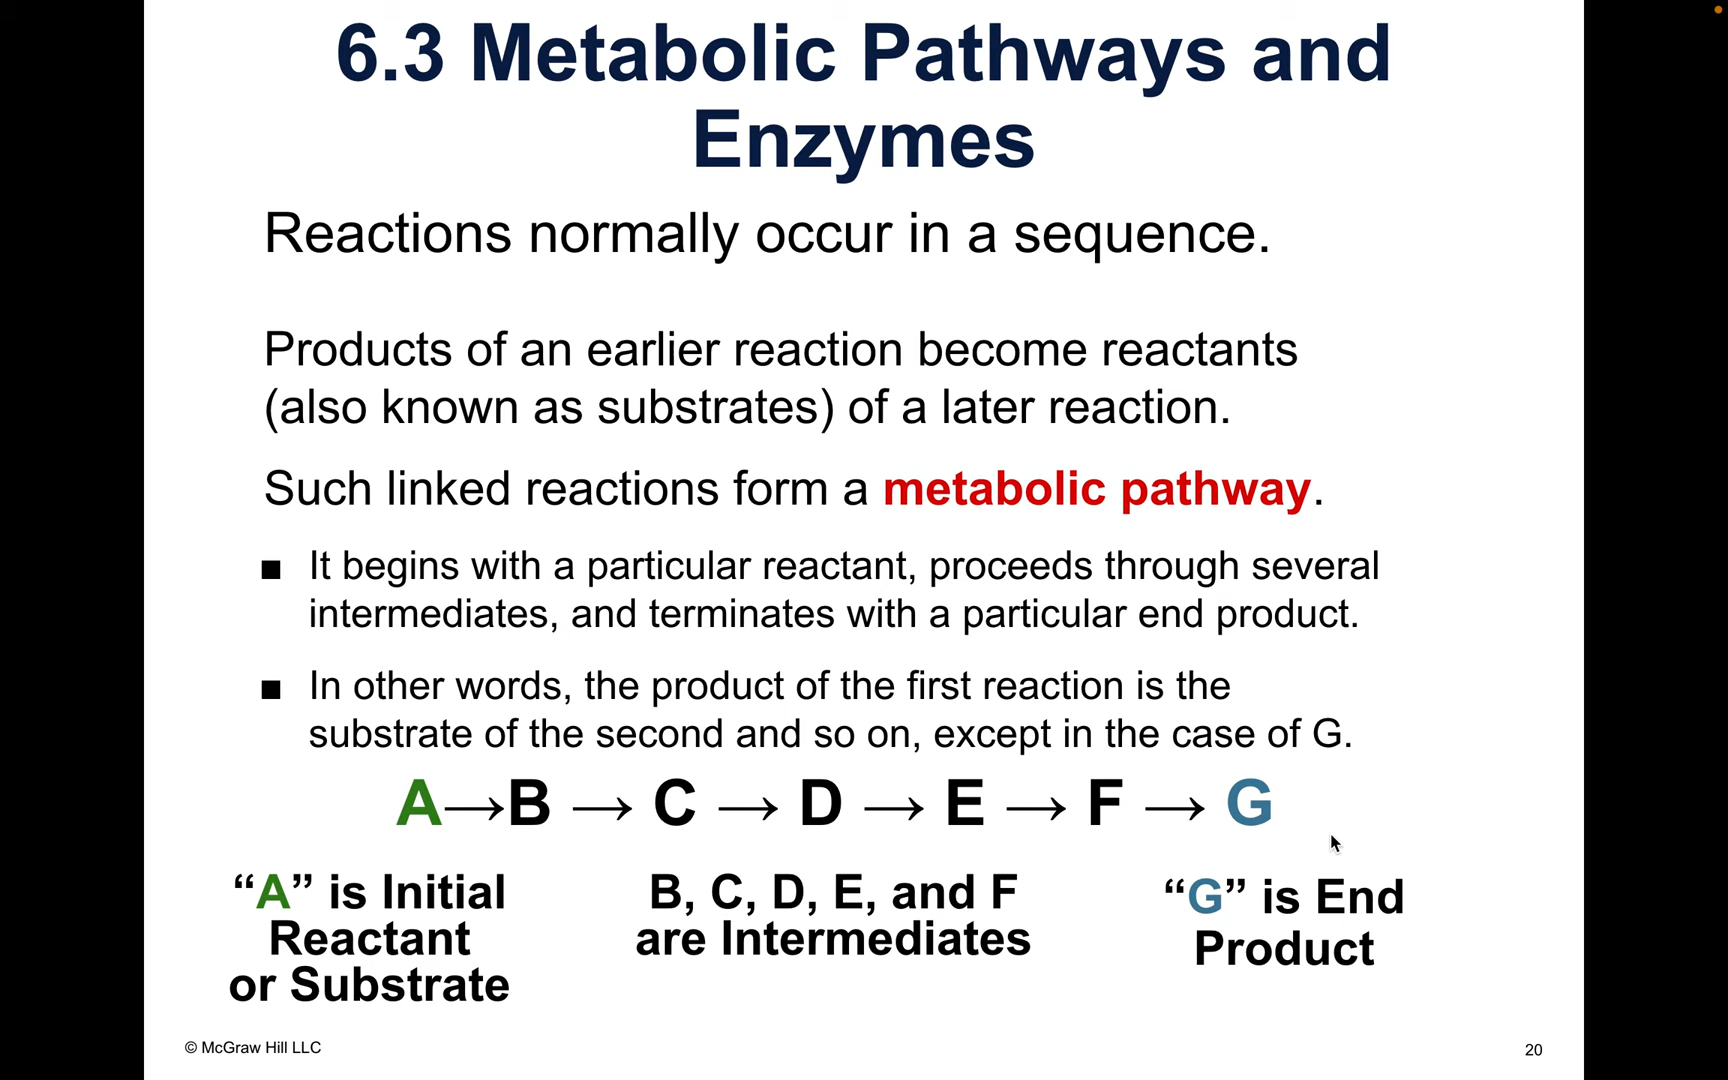 6.3 Metabolic Pathways and
Enzymes
Reactions normally occur in a sequence.
Products of an earlier reaction become reactants
(also known as substrates) of a later reaction.
Such linked reactions form a metabolic pathway.
■ It begins with a particular reactant, proceeds through several
intermediates, and terminates with a particular end product.
■ In other words, the product of the first reaction is the
substrate of the second and so on, except in the case of G.
A→B → C → D → E → F → G
“A” is Initial
Reactant
or Substrate
B, C, D, E, and F
are Intermediates
“G” is End
Product
© McGraw Hill LLC
20